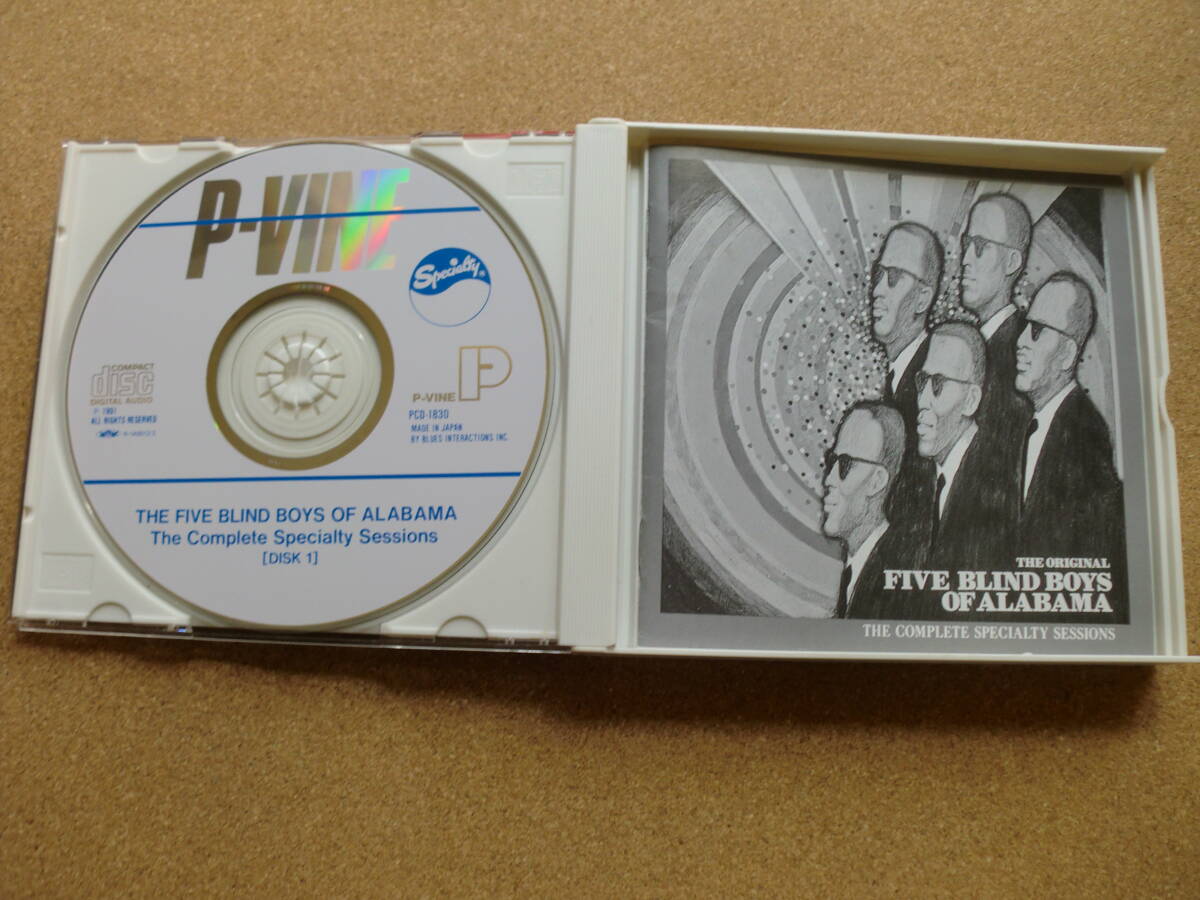 P-VINE
Specialty®
COMPACT
disc
DIGITAL AUDIO
ALL RIGHTS RESERVED
P-VINE
PCD-1830
MADE IN JAPAN
BY BLUES INTERACTIONS INC.
THE FIVE BLIND BOYS OF ALABAMA
The Complete Specialty Sessions
[DISK 1]
THE ORIGINAL
FIVE BLIND BOYS
OF ALABAMA
THE COMPLETE SPECIALTY SESSIONS